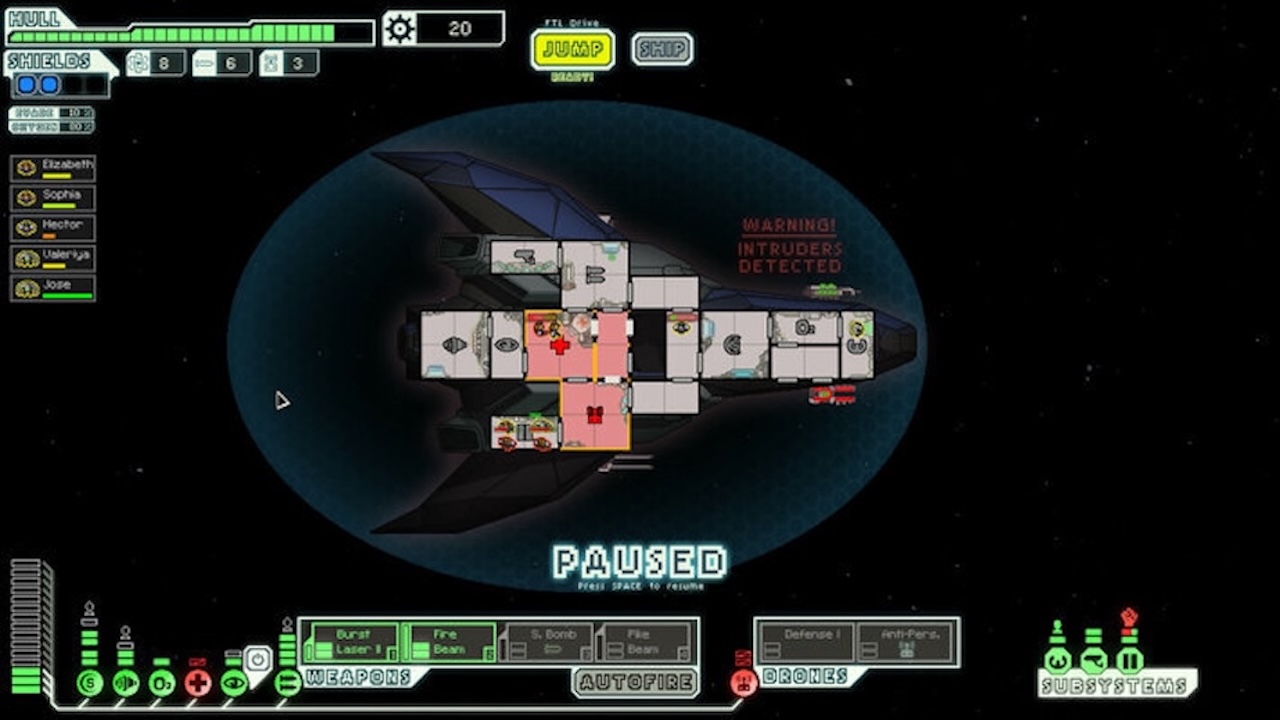 HULL
20
FTL Drive
JUMP
READY!
SHIP
SHIELDS
8
6
3
EVADE
OXYGEN
Elizabeth
Sophia
Hector
Valeriya
Jose
WARNING!
INTRUDERS
DETECTED
PAUSED
Press SPACE to resume
Burst
Laser II
Fire
Beam
S. Bomb
Pike
Beam
Defense I
Anti-Pers.
WEAPONS
AUTOFIRE
DRONES
SUBSYSTEMS